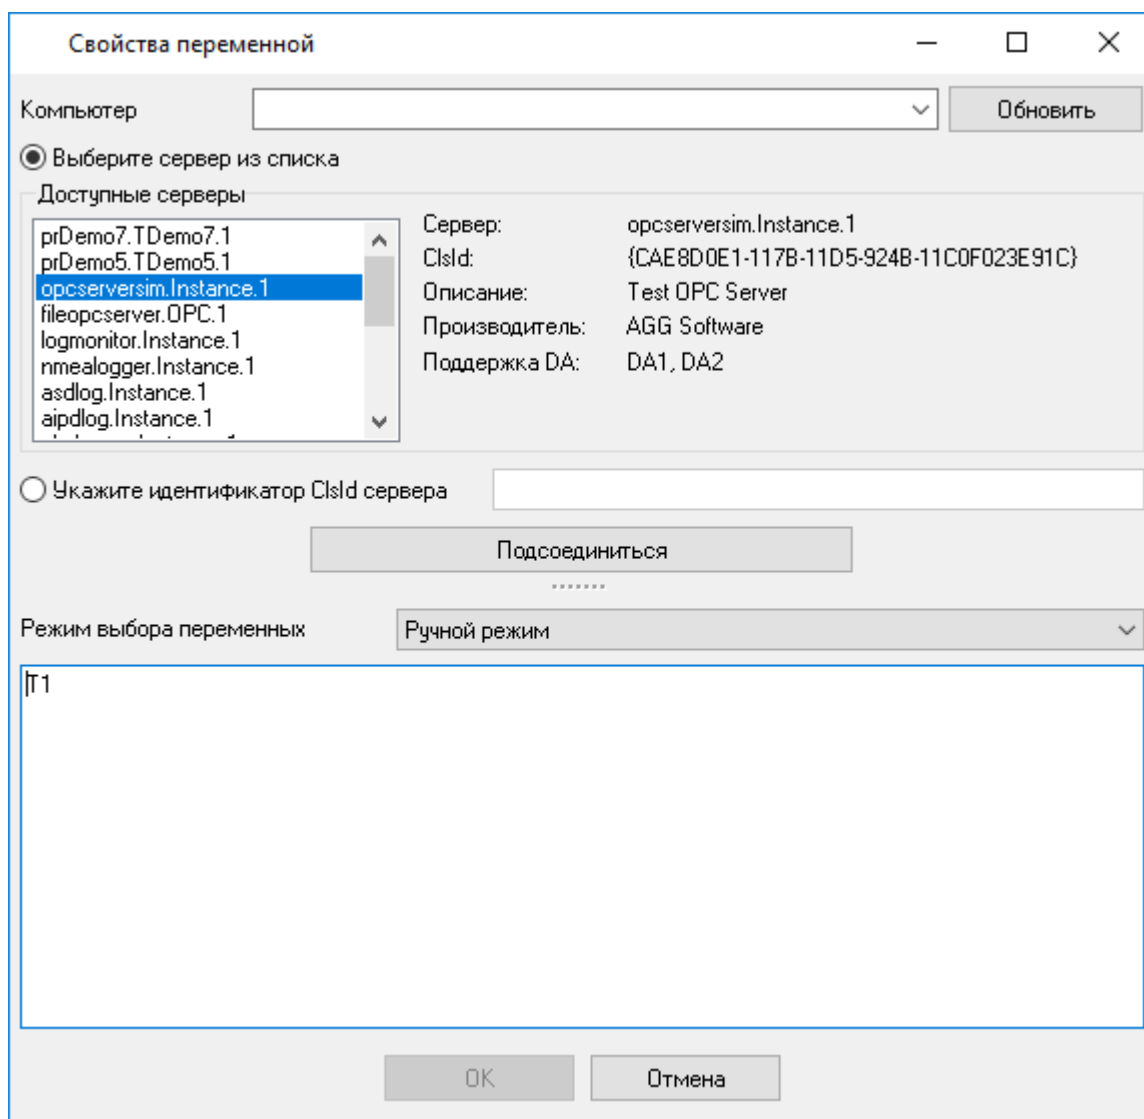 Свойства переменной
Компьютер
Обновить
Выберите сервер из списка
Доступные серверы
prDemo7.TDemo7.1
prDemo5.TDemo5.1
opcserversim.Instance.1
fileopcserver.OPC.1
logmonitor.Instance.1
nmealogger.Instance.1
asdlog.Instance.1
aipdlog.Instance.1
Сервер: opcserversim.Instance.1
ClsId: {CAE8D0E1-117B-11D5-924B-11C0F023E91C}
Описание: Test OPC Server
Производитель: AGG Software
Поддержка DA: DA1, DA2
Укажите идентификатор ClsId сервера
Подсоединиться
Режим выбора переменных Ручной режим
T1
OK Отмена